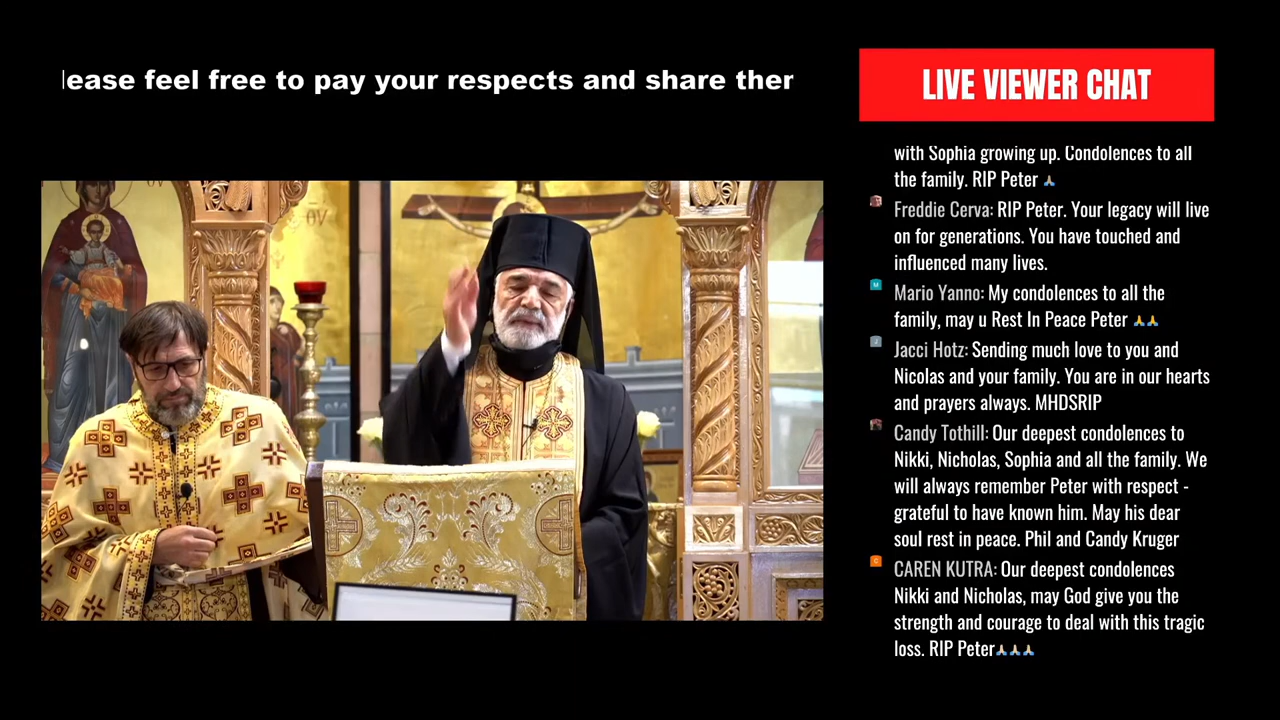 lease feel free to pay your respects and share ther
LIVE VIEWER CHAT
with Sophia growing up. Condolences to all
the family. RIP Peter 🙏
Freddie Cerva: RIP Peter. Your legacy will live
on for generations. You have touched and
influenced many lives.
Mario Yanno: My condolences to all the
family, may u Rest In Peace Peter 🙏🙏
Jacci Hotz: Sending much love to you and
Nicolas and your family. You are in our hearts
and prayers always. MHDSRIP
Candy Tothill: Our deepest condolences to
Nikki, Nicholas, Sophia and all the family. We
will always remember Peter with respect -
grateful to have known him. May his dear
soul rest in peace. Phil and Candy Kruger
CAREN KUTRA: Our deepest condolences
Nikki and Nicholas, may God give you the
strength and courage to deal with this tragic
loss. RIP Peter🙏🙏🙏